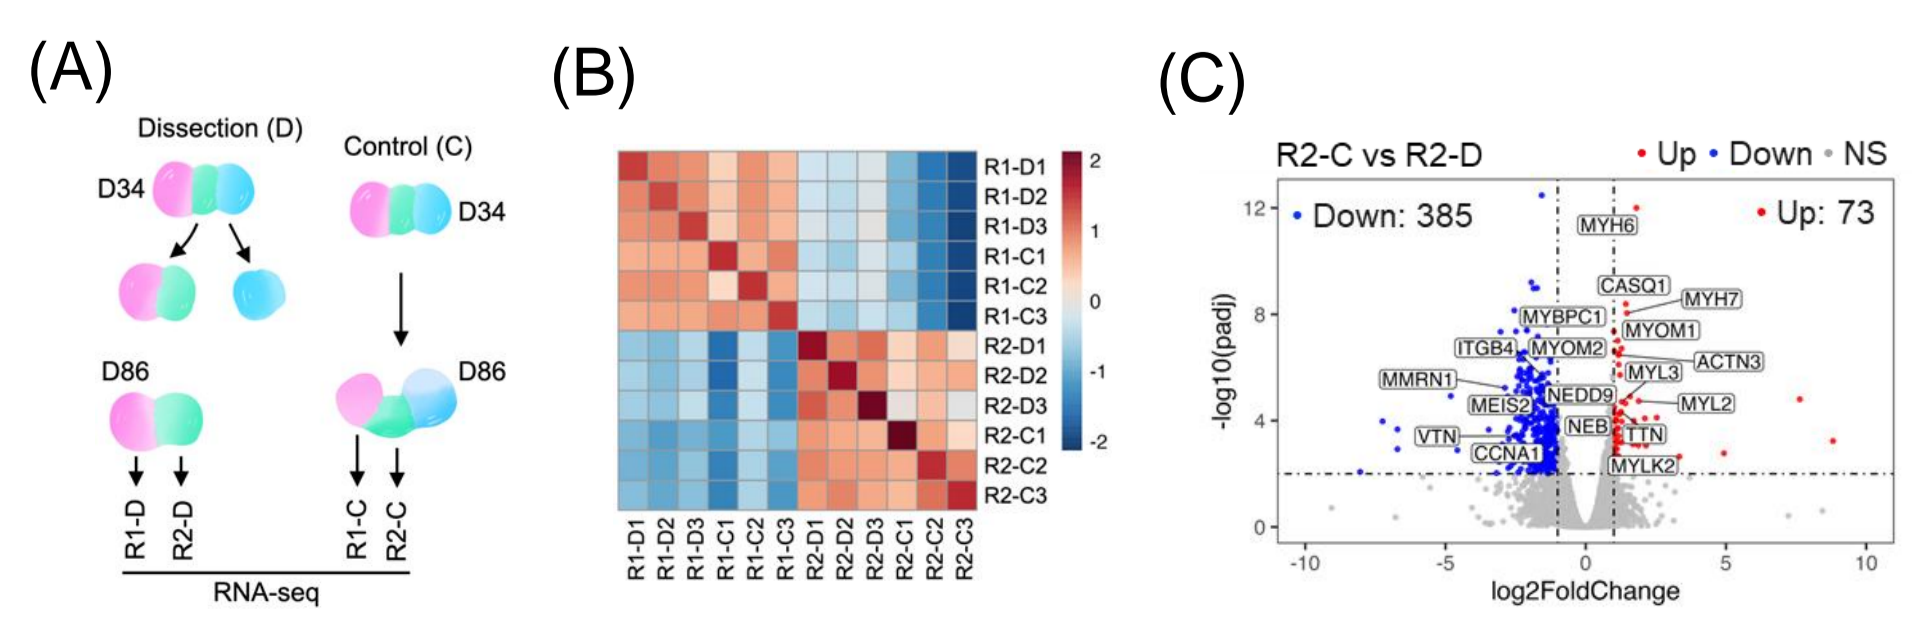 (A)
Dissection (D)
Control (C)
D34
D34
D86
D86
R1-D
R2-D
R1-C
R2-C
RNA-seq
(B)
R1-D1
R1-D2
R1-D3
R1-C1
R1-C2
R1-C3
R2-D1
R2-D2
R2-D3
R2-C1
R2-C2
R2-C3
R1-D1
R1-D2
R1-D3
R1-C1
R1-C2
R1-C3
R2-D1
R2-D2
R2-D3
R2-C1
R2-C2
R2-C3
2
1
0
-1
-2
(C)
R2-C vs R2-D
Up Down NS
Down: 385
Up: 73
MYH6
CASQ1
MYH7
MYBPC1
MYOM1
ITGB4
MYOM2
ACTN3
MMRN1
MYL3
MEIS2
NEDD9
MYL2
VTN
NEB
TTN
CCNA1
MYLK2
12
8
4
0
-log10(padj)
-10
-5
0
5
10
log2FoldChange